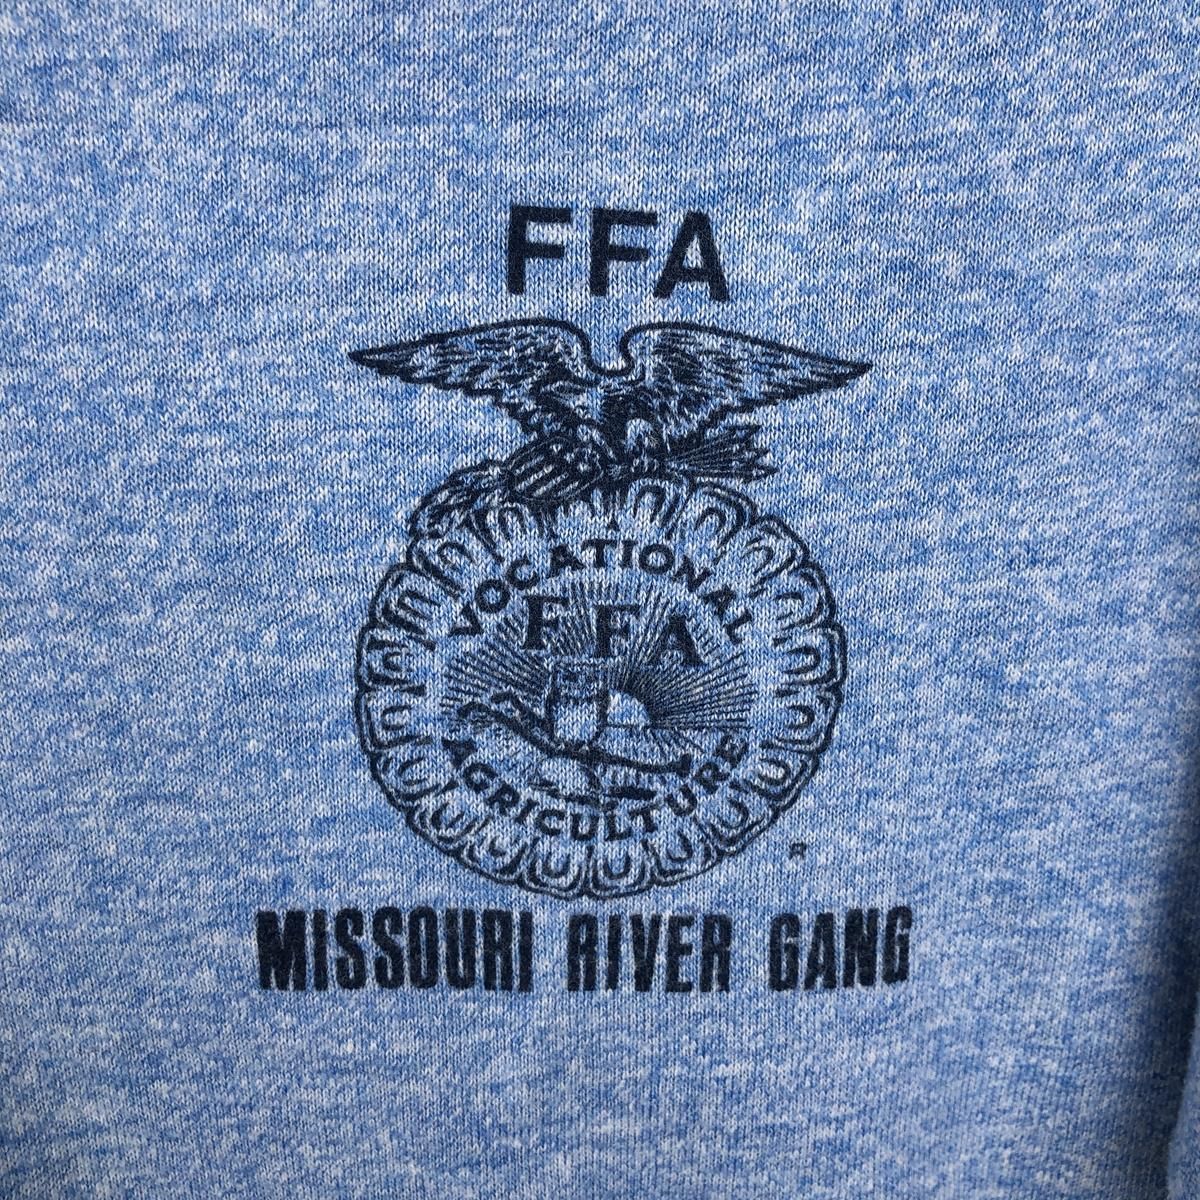 FFA
VOCATIONAL
FFA
AGRICULTURE
R
MISSOURI RIVER GANG